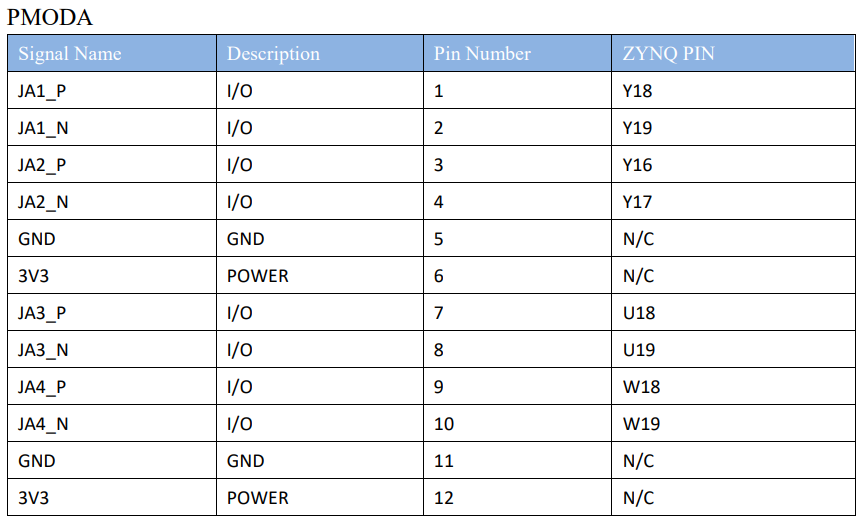 PMODA
Signal Name Description Pin Number ZYNQ PIN
JA1_P I/O 1 Y18
JA1_N I/O 2 Y19
JA2_P I/O 3 Y16
JA2_N I/O 4 Y17
GND GND 5 N/C
3V3 POWER 6 N/C
JA3_P I/O 7 U18
JA3_N I/O 8 U19
JA4_P I/O 9 W18
JA4_N I/O 10 W19
GND GND 11 N/C
3V3 POWER 12 N/C